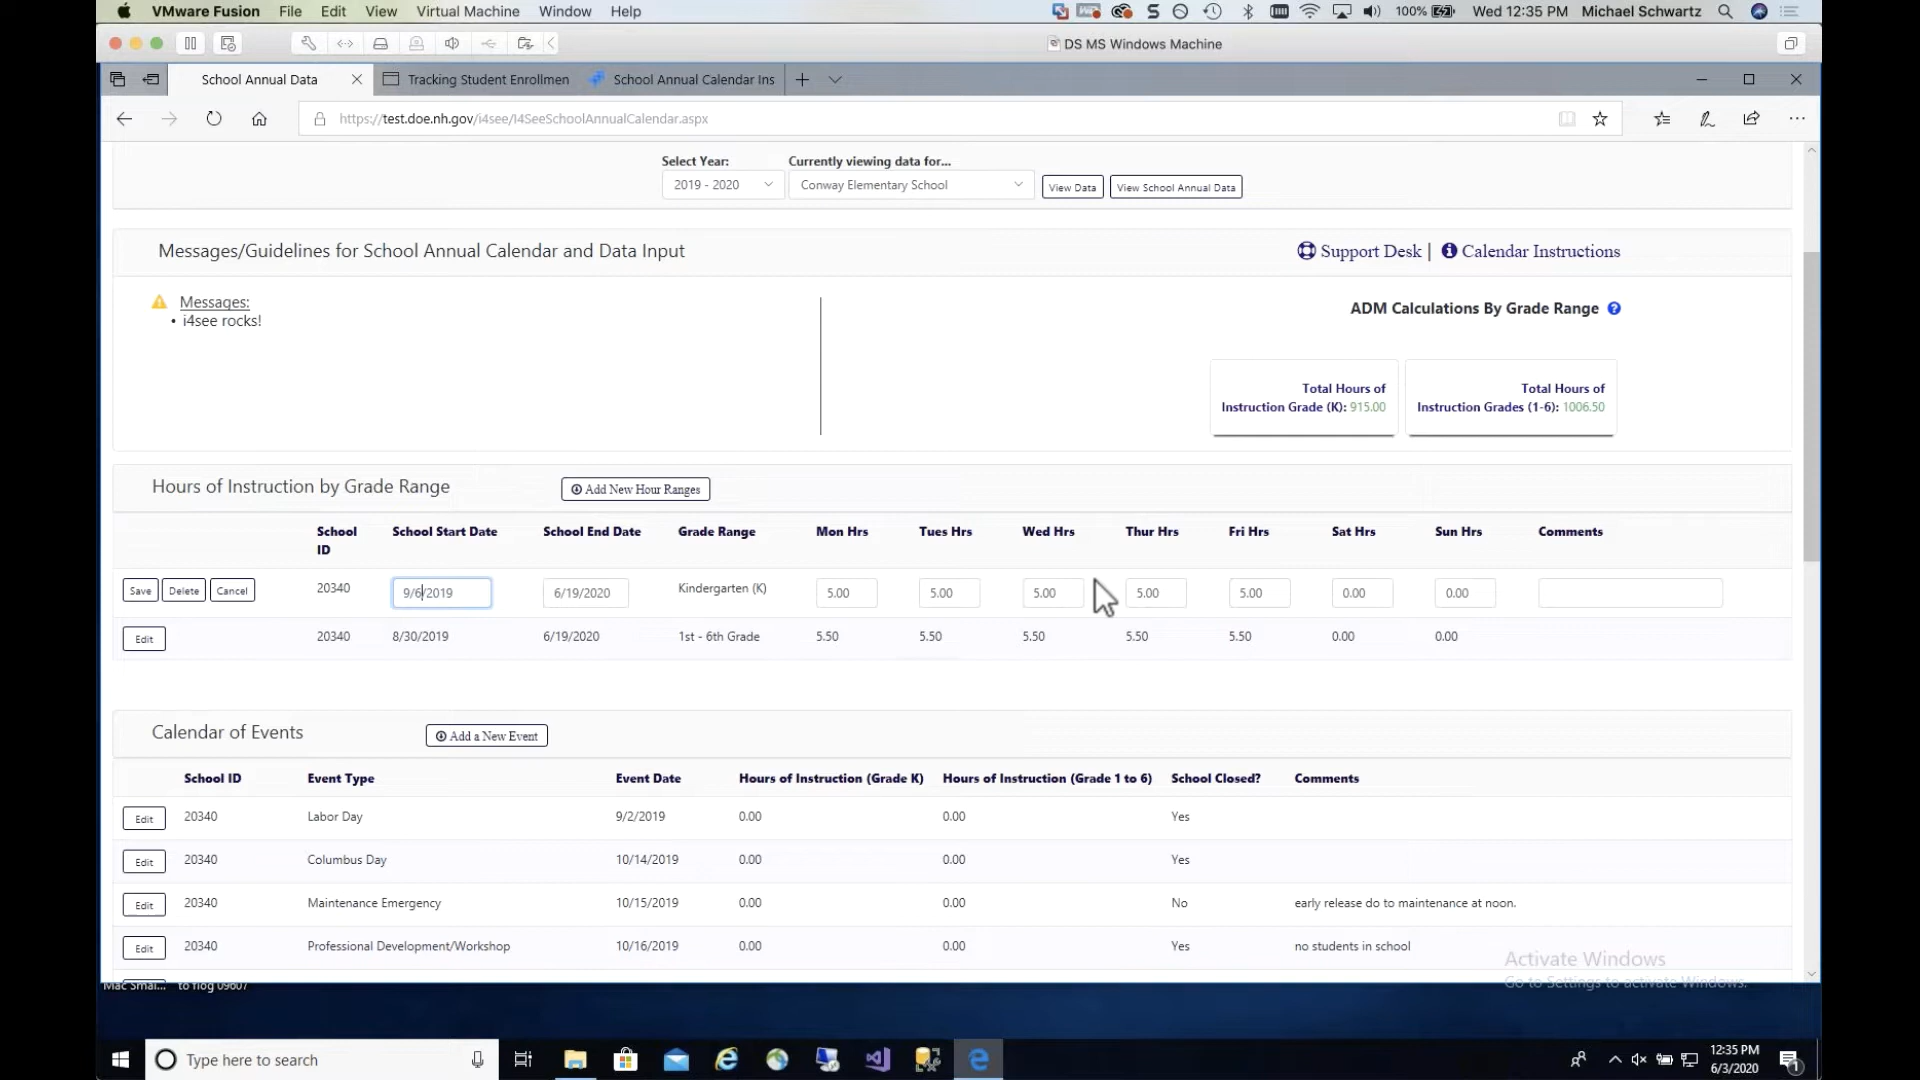 VMware Fusion File Edit View Virtual Machine Window Help 100% Wed 12:35 PM Michael Schwartz
DS MS Windows Machine
School Annual Data Tracking Student Enrollmen School Annual Calendar Ins
https://test.doe.nh.gov/i4see/I4SeeSchoolAnnualCalendar.aspx
Select Year: Currently viewing data for...
2019 - 2020 Conway Elementary School View Data View School Annual Data
Messages/Guidelines for School Annual Calendar and Data Input Support Desk | Calendar Instructions
Messages:
• i4see rocks!
ADM Calculations By Grade Range
Total Hours of
Instruction Grade (K): 915.00
Total Hours of
Instruction Grades (1-6): 1006.50
Hours of Instruction by Grade Range Add New Hour Ranges
School ID School Start Date School End Date Grade Range Mon Hrs Tues Hrs Wed Hrs Thur Hrs Fri Hrs Sat Hrs Sun Hrs Comments
Save Delete Cancel 20340 9/6/2019 6/19/2020 Kindergarten (K) 5.00 5.00 5.00 5.00 5.00 0.00 0.00
Edit 20340 8/30/2019 6/19/2020 1st - 6th Grade 5.50 5.50 5.50 5.50 5.50 0.00 0.00
Calendar of Events Add a New Event
School ID Event Type Event Date Hours of Instruction (Grade K) Hours of Instruction (Grade 1 to 6) School Closed? Comments
Edit 20340 Labor Day 9/2/2019 0.00 0.00 Yes
Edit 20340 Columbus Day 10/14/2019 0.00 0.00 Yes
Edit 20340 Maintenance Emergency 10/15/2019 0.00 0.00 No early release do to maintenance at noon.
Edit 20340 Professional Development/Workshop 10/16/2019 0.00 0.00 Yes no students in school
Activate Windows
Go to Settings to activate Windows.
Mac Smal... to flog 09607
Type here to search
12:35 PM
6/3/2020
1